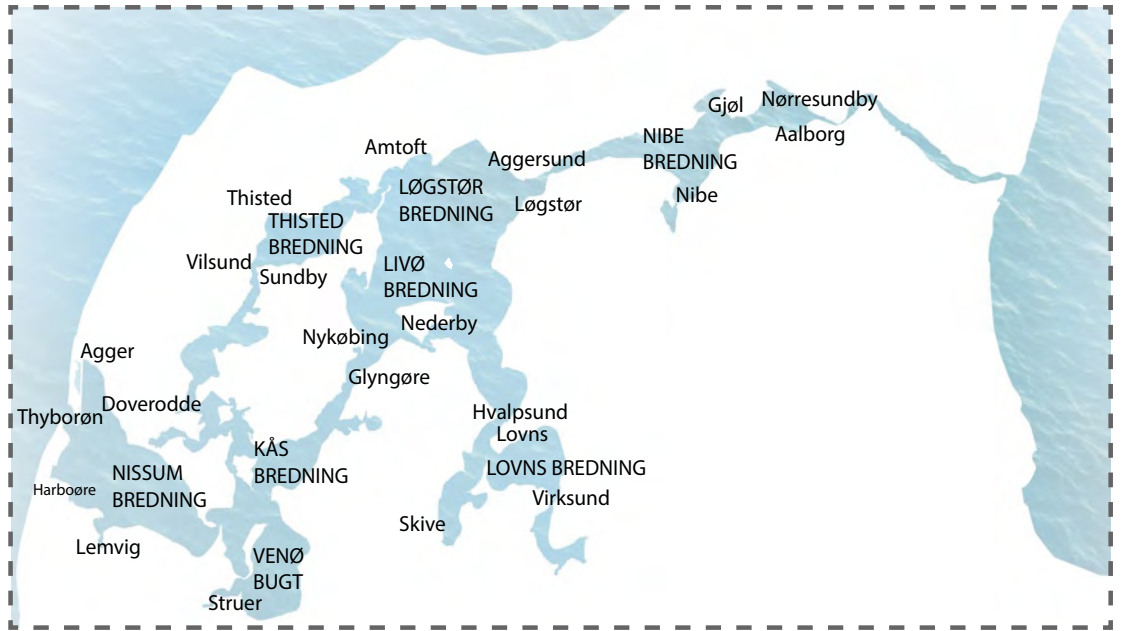 Gjøl
Nørresundby
NIBE
BREDNING
Aalborg
Amtoft
Aggersund
LØGSTØR
BREDNING
Nibe
Thisted
Løgstør
THISTED
BREDNING
Vilsund
Sundby
LIVØ
BREDNING
Nykøbing
Nederby
Agger
Glyngøre
Doverodde
Thyborøn
Hvalpsund
Lovns
KÅS
BREDNING
LOVNS BREDNING
NISSUM
BREDNING
Harboøre
Virksund
Skive
Lemvig
VENØ
BUGT
Struer